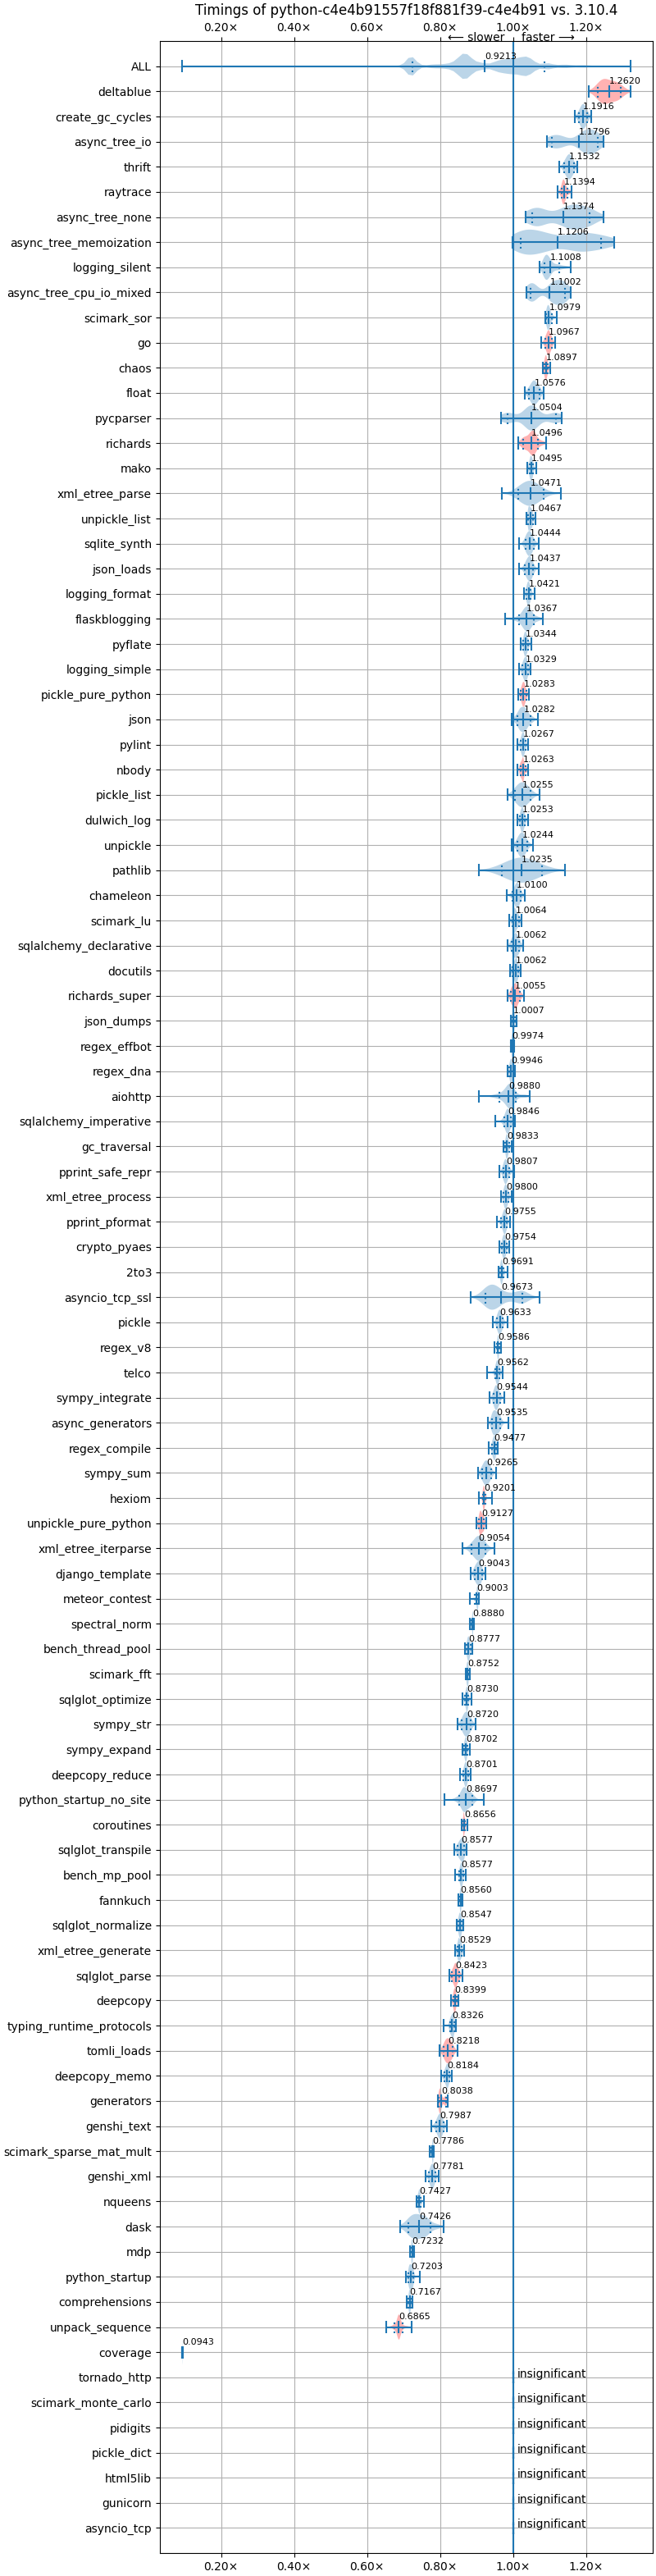 Timings of python-c4e4b91557f18f881f39-c4e4b91 vs. 3.10.4
0.20× 0.40× 0.60× 0.80× 1.00× 1.20×
⟵ slower faster ⟶
ALL 0.9213
deltablue 1.2620
create_gc_cycles 1.1916
async_tree_io 1.1796
thrift 1.1532
raytrace 1.1394
async_tree_none 1.1374
async_tree_memoization 1.1206
logging_silent 1.1008
async_tree_cpu_io_mixed 1.1002
scimark_sor 1.0979
go 1.0967
chaos 1.0897
float 1.0576
pycparser 1.0504
richards 1.0496
mako 1.0495
xml_etree_parse 1.0471
unpickle_list 1.0467
sqlite_synth 1.0444
json_loads 1.0437
logging_format 1.0421
flaskblogging 1.0367
pyflate 1.0344
logging_simple 1.0329
pickle_pure_python 1.0283
json 1.0282
pylint 1.0267
nbody 1.0263
pickle_list 1.0255
dulwich_log 1.0253
unpickle 1.0244
pathlib 1.0235
chameleon 1.0100
scimark_lu 1.0064
sqlalchemy_declarative 1.0062
docutils 1.0062
richards_super 1.0055
json_dumps 1.0007
regex_effbot 0.9974
regex_dna 0.9946
aiohttp 0.9880
sqlalchemy_imperative 0.9846
gc_traversal 0.9833
pprint_safe_repr 0.9807
xml_etree_process 0.9800
pprint_pformat 0.9755
crypto_pyaes 0.9754
2to3 0.9691
asyncio_tcp_ssl 0.9673
pickle 0.9633
regex_v8 0.9586
telco 0.9562
sympy_integrate 0.9544
async_generators 0.9535
regex_compile 0.9477
sympy_sum 0.9265
hexiom 0.9201
unpickle_pure_python 0.9127
xml_etree_iterparse 0.9054
django_template 0.9043
meteor_contest 0.9003
spectral_norm 0.8880
bench_thread_pool 0.8777
scimark_fft 0.8752
sqlglot_optimize 0.8730
sympy_str 0.8720
sympy_expand 0.8702
deepcopy_reduce 0.8701
python_startup_no_site 0.8697
coroutines 0.8656
sqlglot_transpile 0.8577
bench_mp_pool 0.8577
fannkuch 0.8560
sqlglot_normalize 0.8547
xml_etree_generate 0.8529
sqlglot_parse 0.8423
deepcopy 0.8399
typing_runtime_protocols 0.8326
tomli_loads 0.8218
deepcopy_memo 0.8184
generators 0.8038
genshi_text 0.7987
scimark_sparse_mat_mult 0.7786
genshi_xml 0.7781
nqueens 0.7427
dask 0.7426
mdp 0.7232
python_startup 0.7203
comprehensions 0.7167
unpack_sequence 0.6865
coverage 0.0943
tornado_http insignificant
scimark_monte_carlo insignificant
pidigits insignificant
pickle_dict insignificant
html5lib insignificant
gunicorn insignificant
asyncio_tcp insignificant
0.20× 0.40× 0.60× 0.80× 1.00× 1.20×